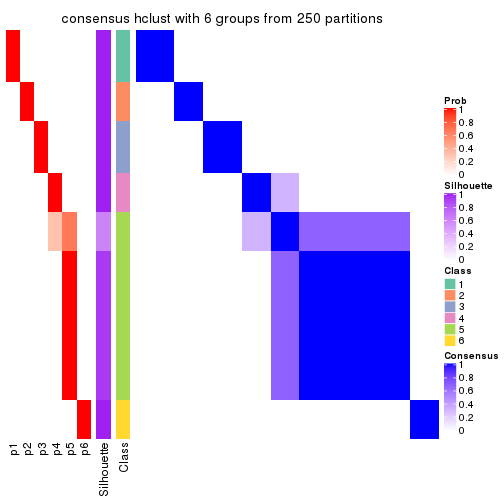 consensus hclust with 6 groups from 250 partitions
Prob
1
0.8
0.6
0.4
0.2
0
Silhouette
1
0.8
0.6
0.4
0.2
0
Class
1
2
3
4
5
6
Consensus
1
0.8
0.6
0.4
0.2
0
p1
p2
p3
p4
p5
p6
Silhouette
Class